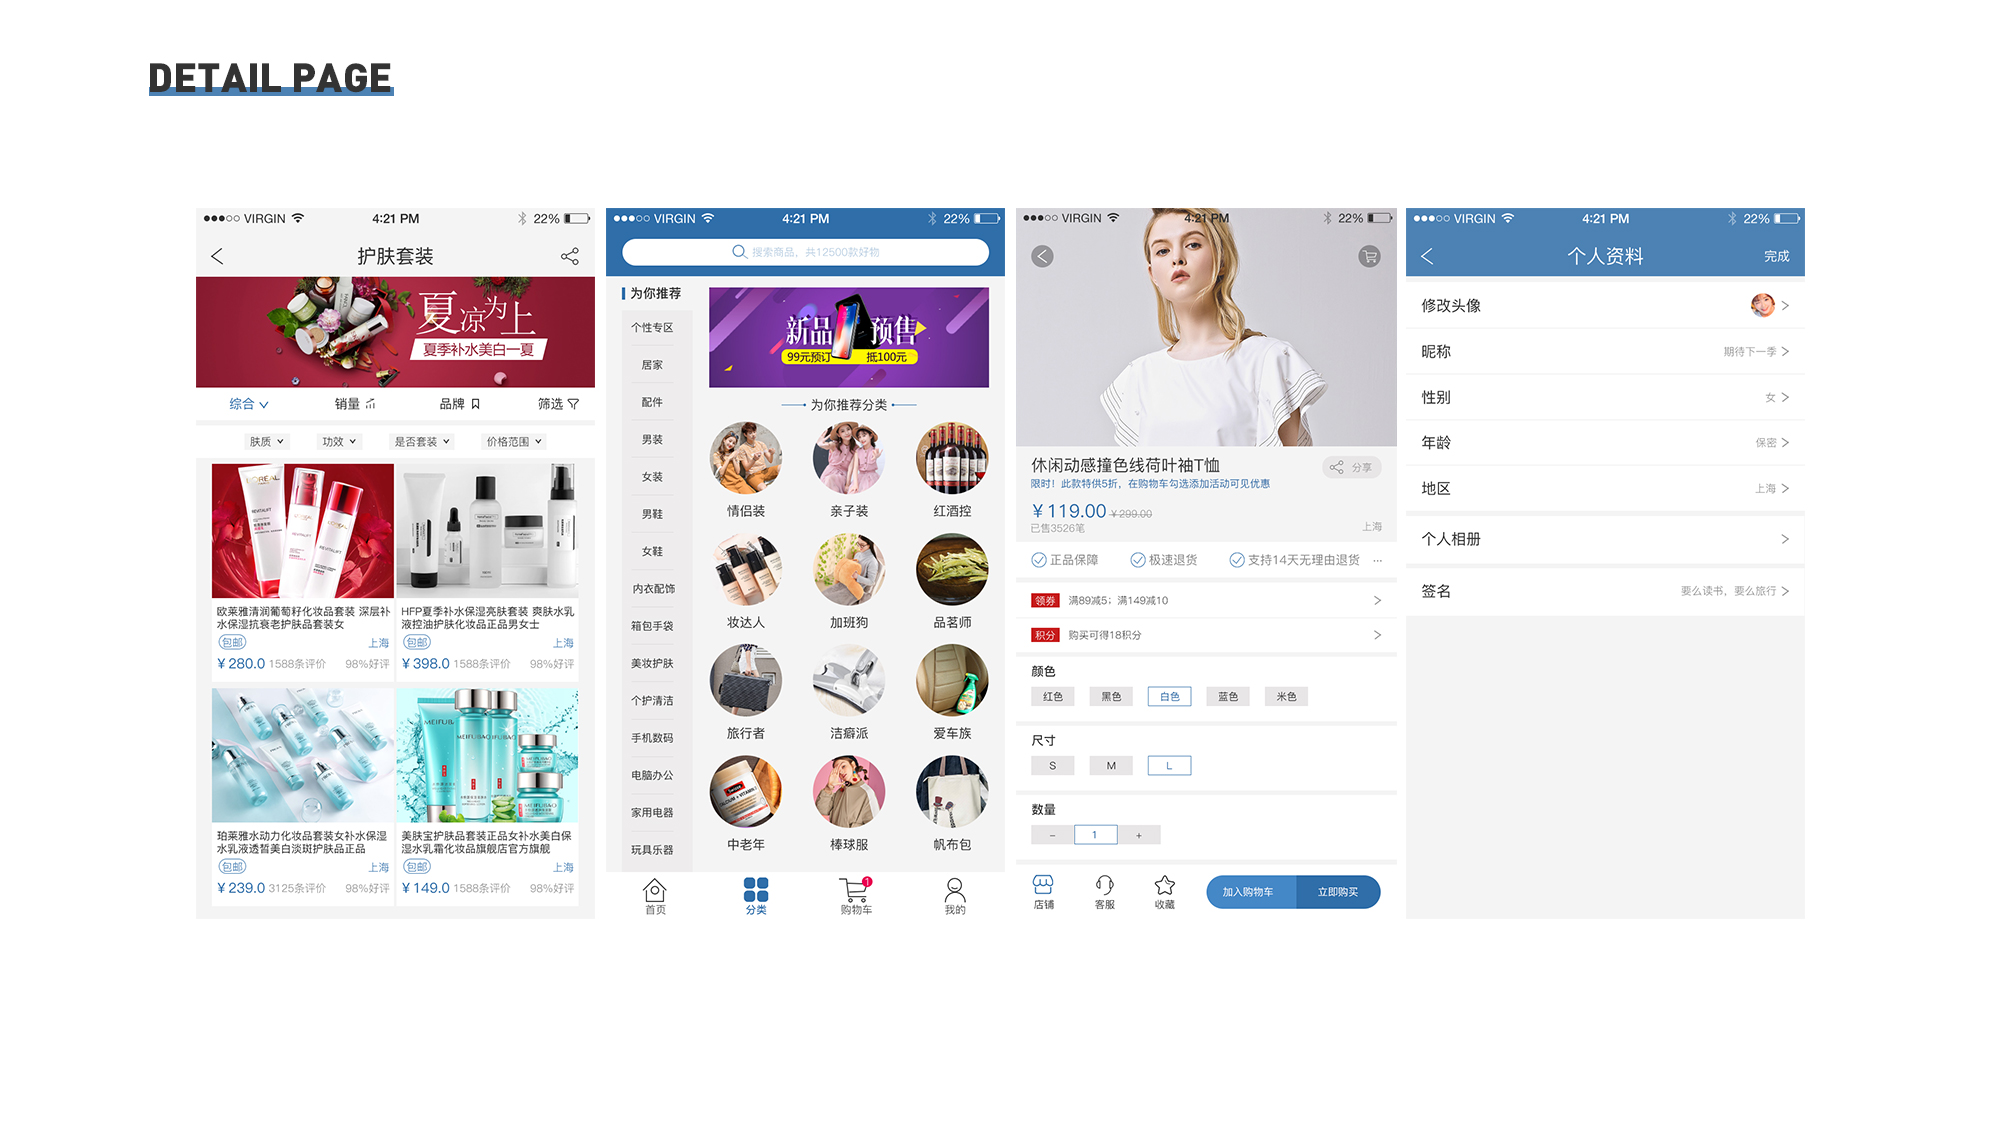 DETAIL PAGE
VIRGIN 4:21 PM 22%
护肤套装
夏凉为上
夏季补水美白一夏
综合 销量 品牌 筛选
肤质 功效 是否套装 价格范围
欧莱雅清润葡萄籽化妆品套装 深层补
水保湿抗衰老护肤品套装女
包邮 上海
¥280.0 1588条评价 98%好评
HFP夏季补水保湿亮肤套装 爽肤水乳
液控油护肤化妆品正品男女士
包邮 上海
¥398.0 1588条评价 98%好评
珀莱雅水动力化妆品套装女补水保湿
水乳液透皙美白淡斑护肤品正品
包邮 上海
¥239.0 3125条评价 98%好评
美肤宝护肤品套装正品女补水美白保
湿水乳霜化妆品旗舰店官方旗舰
包邮 上海
¥149.0 1588条评价 98%好评
VIRGIN 4:21 PM 22%
搜索商品，共12500款好物
为你推荐
个性专区
居家
配件
男装
女装
男鞋
女鞋
内衣配饰
箱包手袋
美妆护肤
个护清洁
手机数码
电脑办公
家用电器
玩具乐器
新品 预售
99元预订 抵100元
为你推荐分类
情侣装 亲子装 红酒控
妆达人 加班狗 品茗师
旅行者 洁癖派 爱车族
中老年 棒球服 帆布包
1
首页 分类 购物车 我的
VIRGIN 4:21 PM 22%
休闲动感撞色线荷叶袖T恤
分享
限时！此款特供5折，在购物车勾选添加活动可见优惠
¥119.00 ¥299.00
已售3526笔 上海
正品保障 极速退货 支持14天无理由退货 ...
领券 满89减5；满149减10
积分 购买可得18积分
颜色
红色 黑色 白色 蓝色 米色
尺寸
S M L
数量
- 1 +
店铺 客服 收藏 加入购物车 立即购买
VIRGIN 4:21 PM 22%
个人资料 完成
修改头像
昵称 期待下一季
性别 女
年龄 保密
地区 上海
个人相册
签名 要么读书，要么旅行